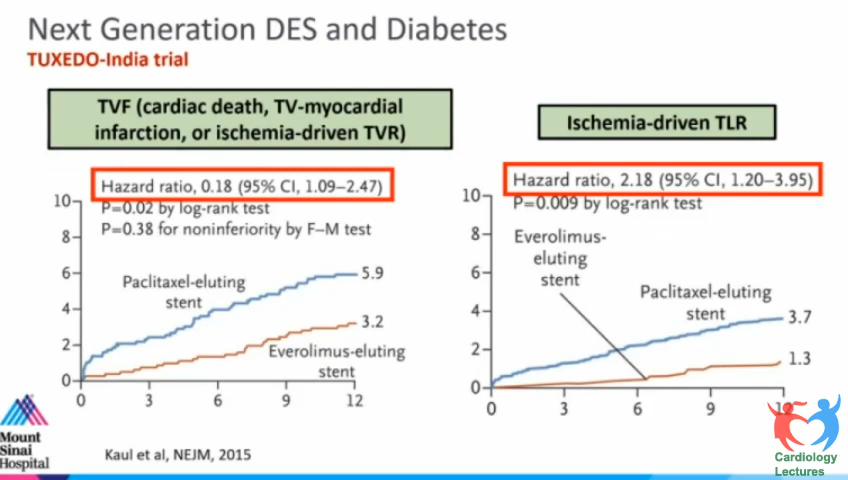 Next Generation DES and Diabetes
TUXEDO-India trial
TVF (cardiac death, TV-myocardial
infarction, or ischemia-driven TVR)
Hazard ratio, 0.18 (95% CI, 1.09–2.47)
P=0.02 by log-rank test
P=0.38 for noninferiority by F–M test
10
8
6
4
2
0
Paclitaxel-eluting
stent
5.9
3.2
Everolimus-eluting
stent
0 3 6 9 12
Ischemia-driven TLR
Hazard ratio, 2.18 (95% CI, 1.20–3.95)
P=0.009 by log-rank test
10
8
6
4
2
0
Everolimus-
eluting
stent
Paclitaxel-eluting
stent
3.7
1.3
0 3 6 9 12
Mount
Sinai
Hospital
Kaul et al, NEJM, 2015
Cardiology
Lectures